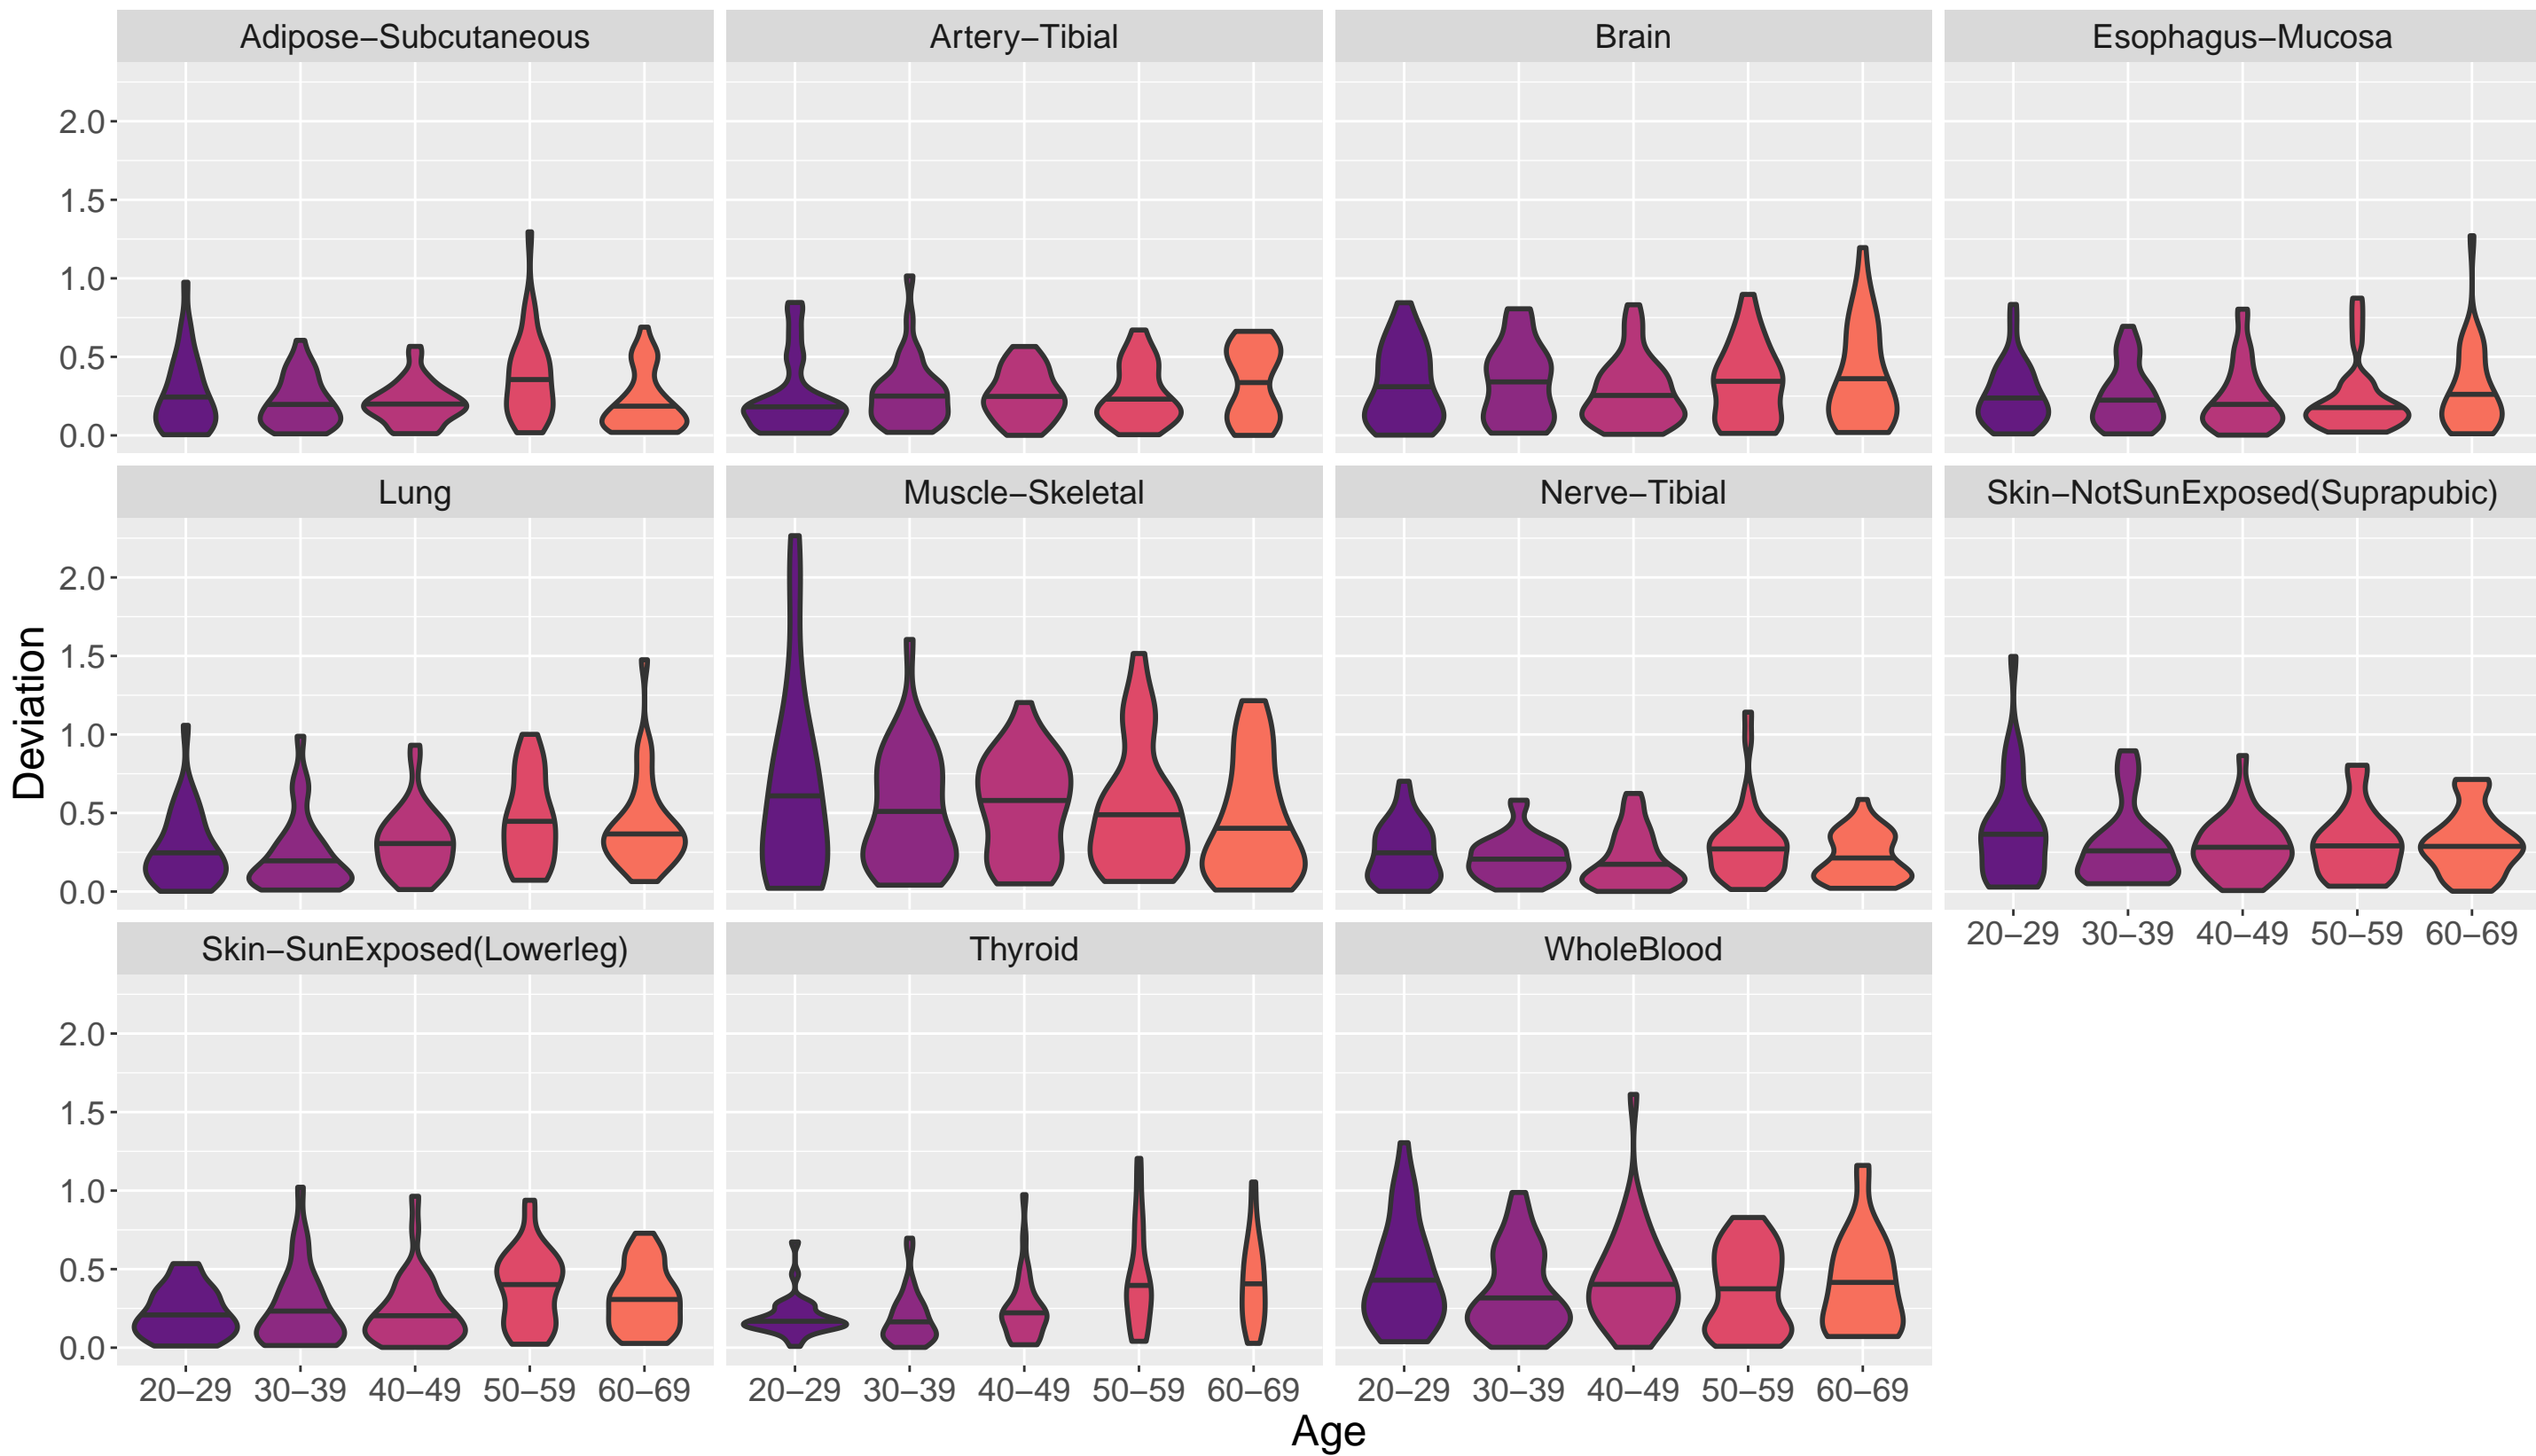 Adipose−Subcutaneous Artery−Tibial Brain Esophagus−Mucosa
2.0
1.5
1.0
0.5
0.0
Lung Muscle−Skeletal Nerve−Tibial Skin−NotSunExposed(Suprapubic)
2.0
1.5
1.0
0.5
0.0
20−29 30−39 40−49 50−59 60−69
Skin−SunExposed(Lowerleg) Thyroid WholeBlood
2.0
1.5
1.0
0.5
0.0
20−29 30−39 40−49 50−59 60−69 20−29 30−39 40−49 50−59 60−69 20−29 30−39 40−49 50−59 60−69
Deviation
Age